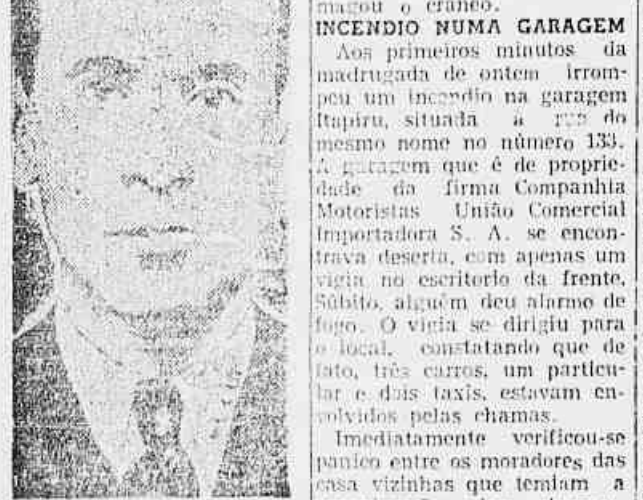 magou o craneo.
INCENDIO NUMA GARAGEM
Aos primeiros minutos da
madrugada de ontem irrom-
peu um incendio na garagem
Itapiru, situada a rua do
mesmo nome no número 133.
A garagem que é de proprie-
dade da firma Companhia
Motoristas União Comercial
Importadora S. A. se encon-
trava deserta, com apenas um
vigia no escritorio da frente.
Súbito, alguém deu alarmo de
fogo. O vigia se dirigiu para
o local, constatando que de
fato, três carros, um particu-
lar e dois taxis, estavam en-
volvidos pelas chamas.
Imediatamente verificou-se
panico entre os moradores das
casa vizinhas que temiam a